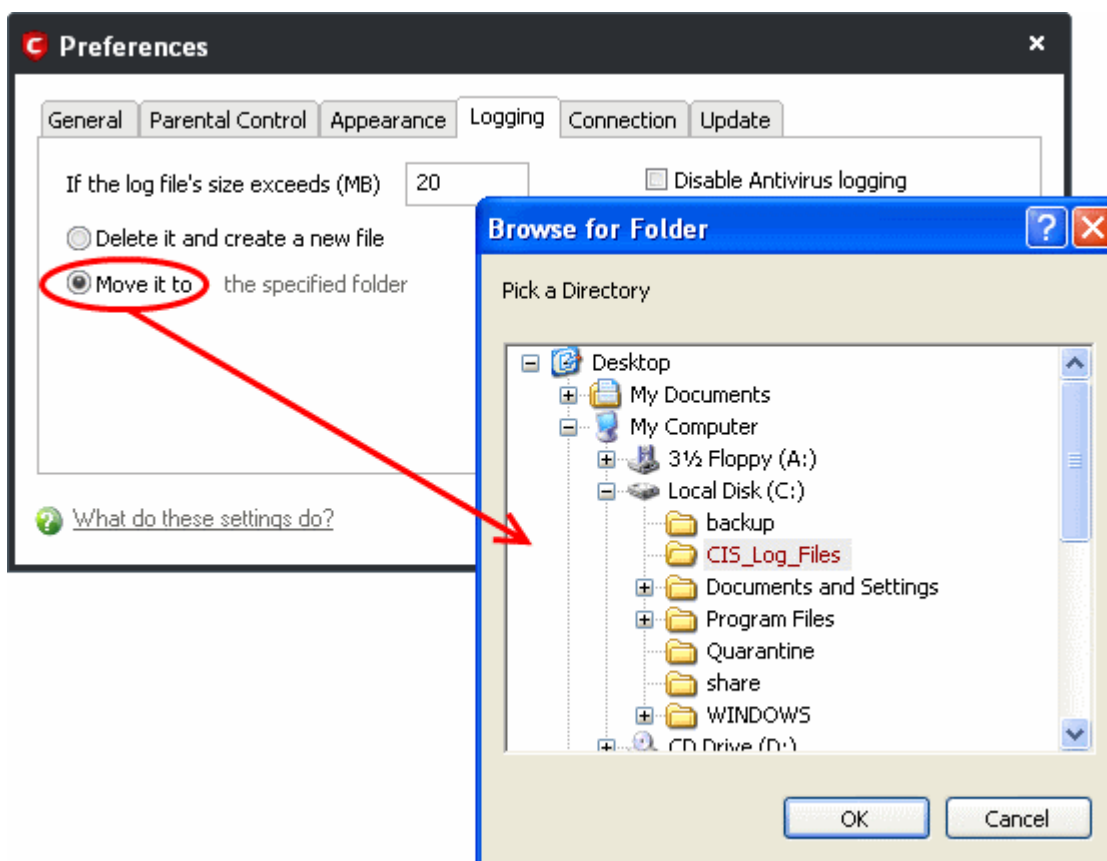 Preferences
General Parental Control Appearance Logging Connection Update
If the log file's size exceeds (MB) 20 Disable Antivirus logging
Delete it and create a new file
Move it to the specified folder
What do these settings do?
Browse for Folder
Pick a Directory
Desktop
My Documents
My Computer
3½ Floppy (A:)
Local Disk (C:)
backup
CIS_Log_Files
Documents and Settings
Program Files
Quarantine
share
WINDOWS
CD Drive (D:)
OK Cancel